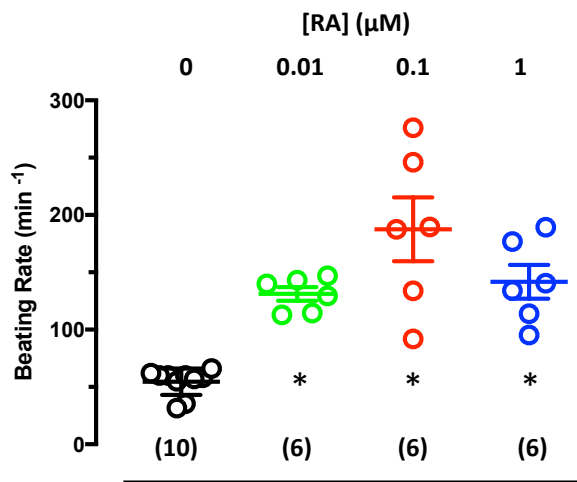 [RA] (μM)
0 0.01 0.1 1
300
200
100
0
Beating Rate (min -1)
* * *
(10) (6) (6) (6)